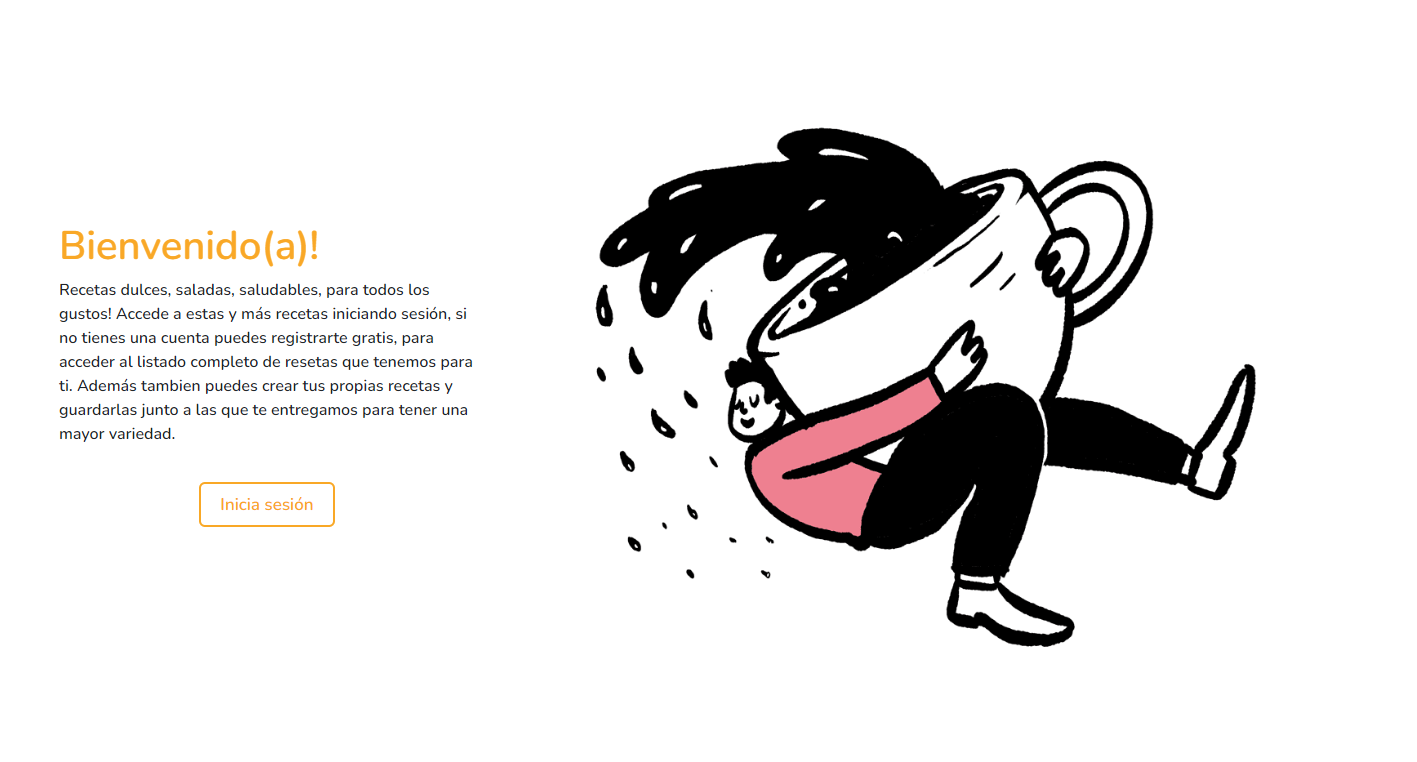 Bienvenido(a)!
Recetas dulces, saladas, saludables, para todos los
gustos! Accede a estas y más recetas iniciando sesión, si
no tienes una cuenta puedes registrarte gratis, para
acceder al listado completo de resetas que tenemos para
ti. Además tambien puedes crear tus propias recetas y
guardarlas junto a las que te entregamos para tener una
mayor variedad.
Inicia sesión